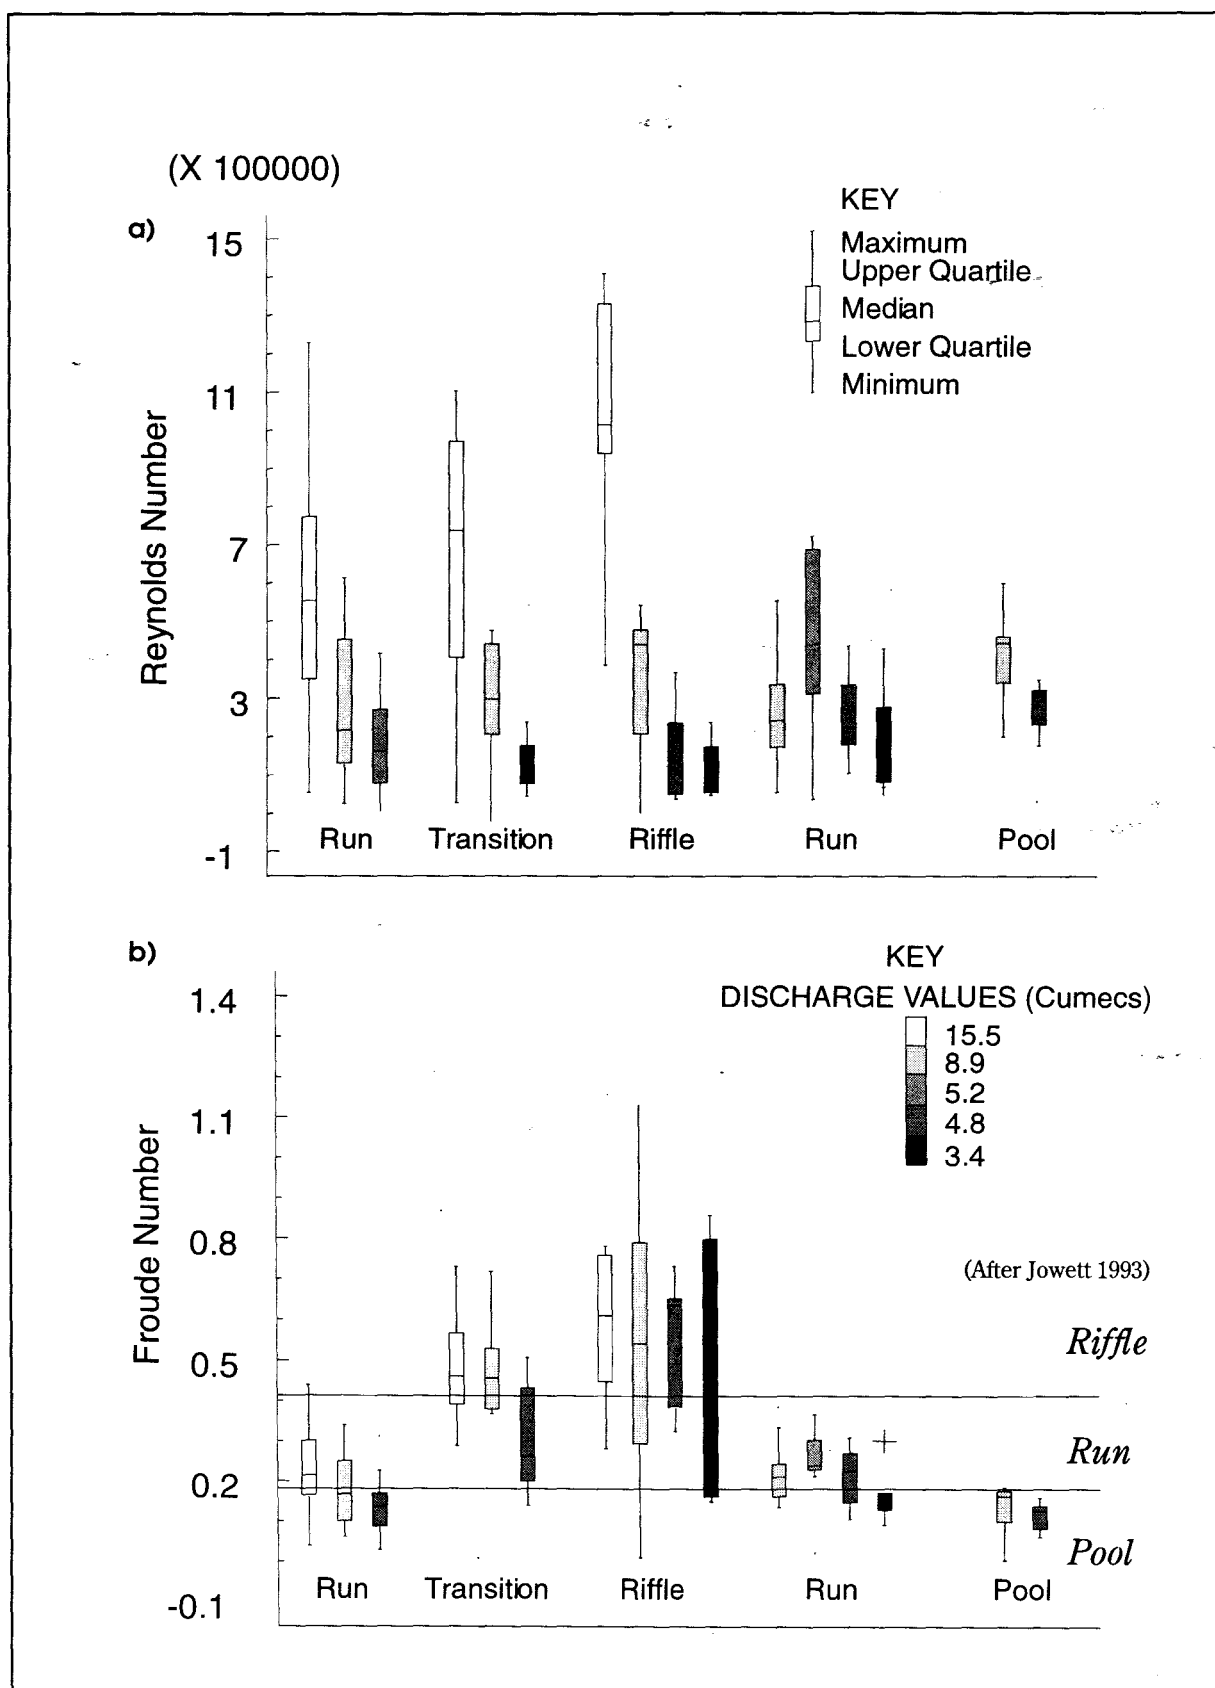 (X 100000)
a)
KEY
Maximum
Upper Quartile
Median
Lower Quartile
Minimum
15
11
7
3
-1
Reynolds Number
Run Transition Riffle Run Pool
b)
KEY
DISCHARGE VALUES (Cumecs)
15.5
8.9
5.2
4.8
3.4
1.4
1.1
0.8
0.5
0.2
-0.1
Froude Number
(After Jowett 1993)
Riffle
Run
Pool
Run Transition Riffle Run Pool